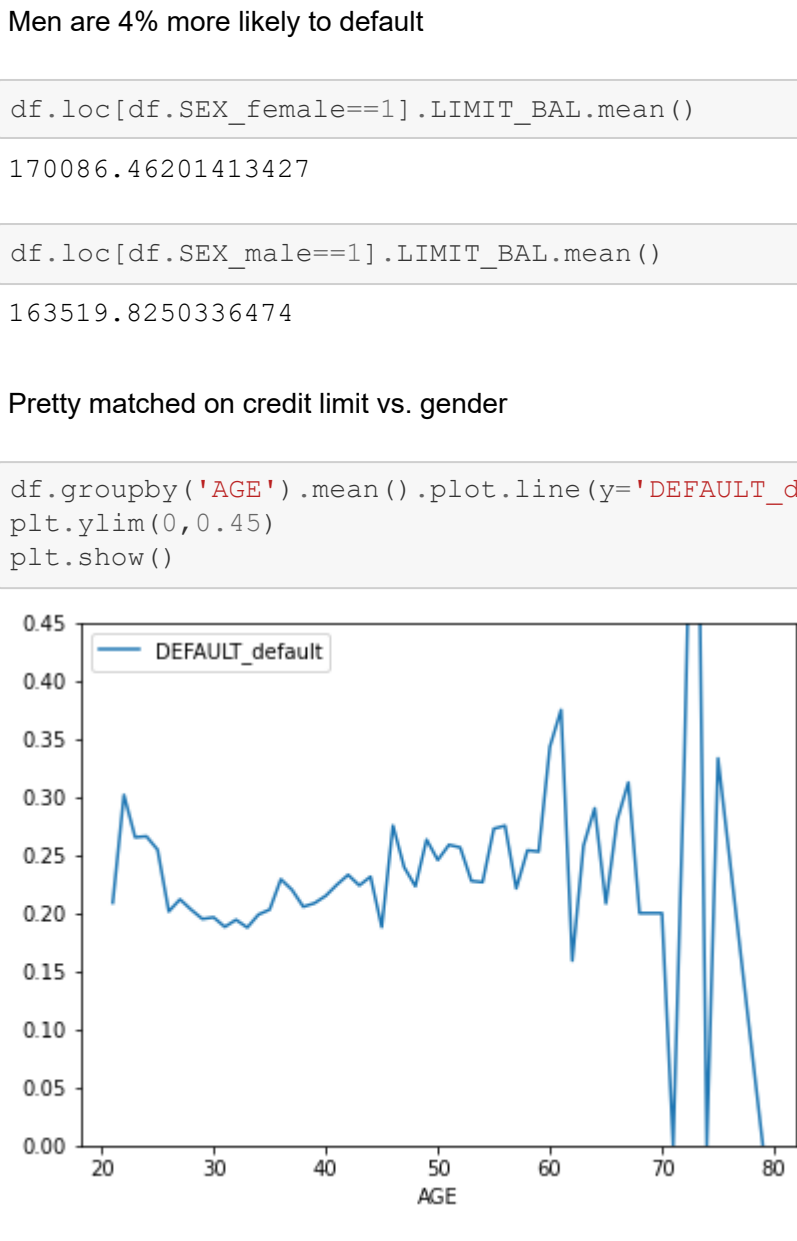 Men are 4% more likely to default
df.loc[df.SEX_female==1].LIMIT_BAL.mean()
170086.46201413427
df.loc[df.SEX_male==1].LIMIT_BAL.mean()
163519.8250336474
Pretty matched on credit limit vs. gender
df.groupby('AGE').mean().plot.line(y='DEFAULT_d
plt.ylim(0,0.45)
plt.show()
DEFAULT_default
0.45
0.40
0.35
0.30
0.25
0.20
0.15
0.10
0.05
0.00
20 30 40 50 60 70 80
AGE